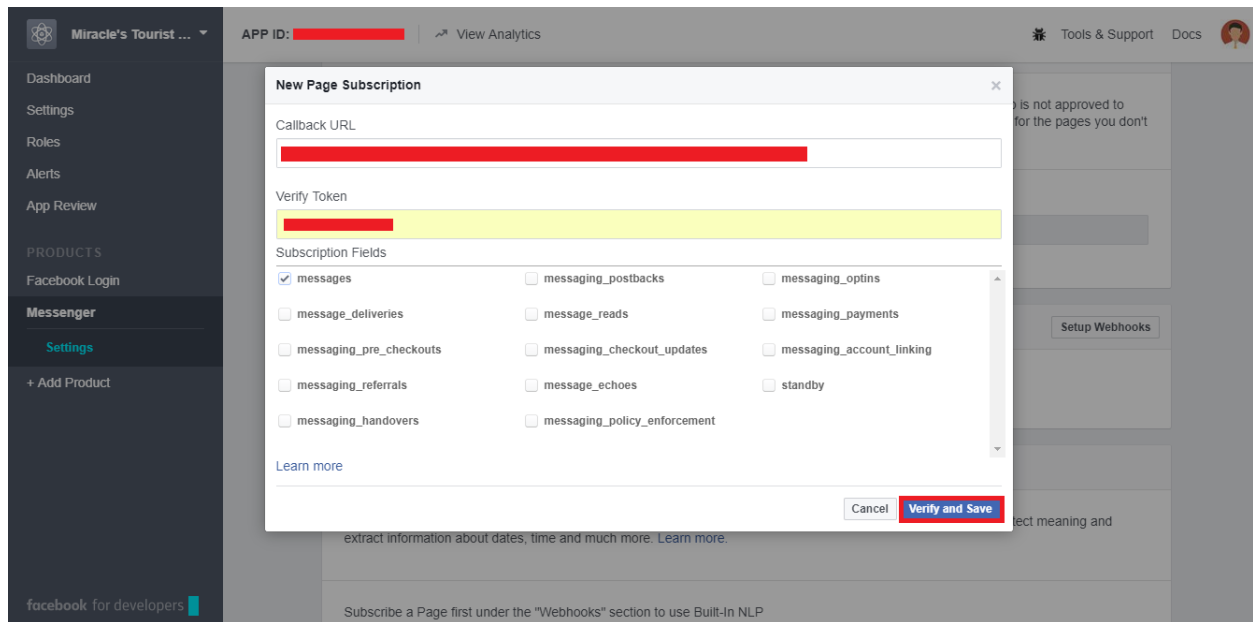 Miracle's Tourist ...
APP ID:
View Analytics
Tools & Support
Docs
Dashboard
Settings
Roles
Alerts
App Review
PRODUCTS
Facebook Login
Messenger
Settings
+ Add Product
facebook for developers
New Page Subscription
Callback URL
Verify Token
Subscription Fields
messages messaging_postbacks messaging_optins
message_deliveries message_reads messaging_payments
messaging_pre_checkouts messaging_checkout_updates messaging_account_linking
messaging_referrals message_echoes standby
messaging_handovers messaging_policy_enforcement
Learn more
Cancel Verify and Save
is not approved to
for the pages you don't
Setup Webhooks
meaning and
extract information about dates, time and much more. Learn more.
Subscribe a Page first under the "Webhooks" section to use Built-In NLP